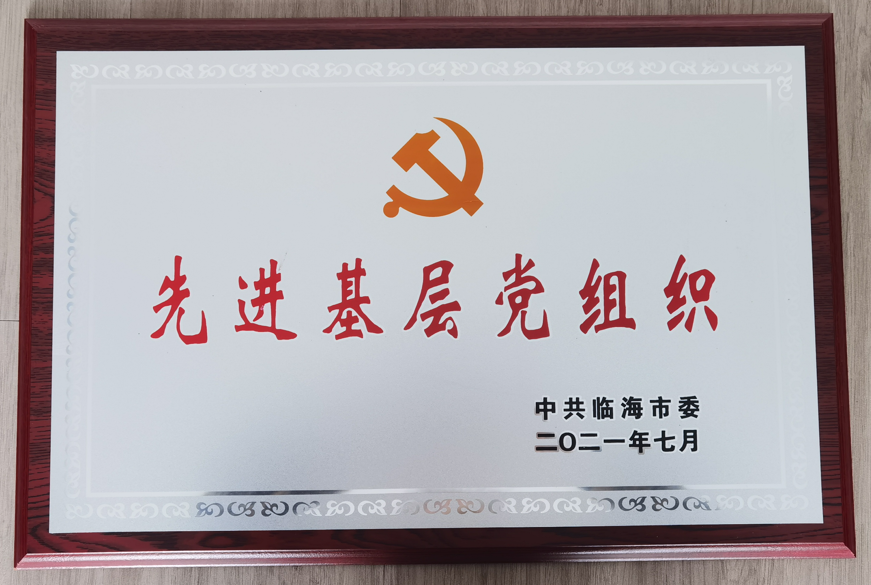 先进基层党组织
中共临海市委
二〇二一年七月